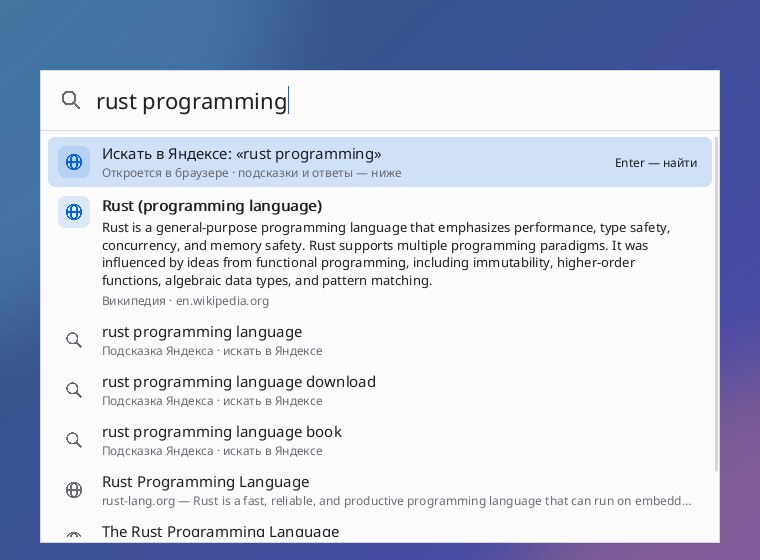 rust programming
Искать в Яндексе: «rust programming»
Откроется в браузере · подсказки и ответы — ниже
Enter — найти
Rust (programming language)
Rust is a general-purpose programming language that emphasizes performance, type safety,
concurrency, and memory safety. Rust supports multiple programming paradigms. It was
influenced by ideas from functional programming, including immutability, higher-order
functions, algebraic data types, and pattern matching.
Википедия · en.wikipedia.org
rust programming language
Подсказка Яндекса · искать в Яндексе
rust programming language download
Подсказка Яндекса · искать в Яндексе
rust programming language book
Подсказка Яндекса · искать в Яндексе
Rust Programming Language
rust-lang.org — Rust is a fast, reliable, and productive programming language that can run on embedd...
The Rust Programming Language